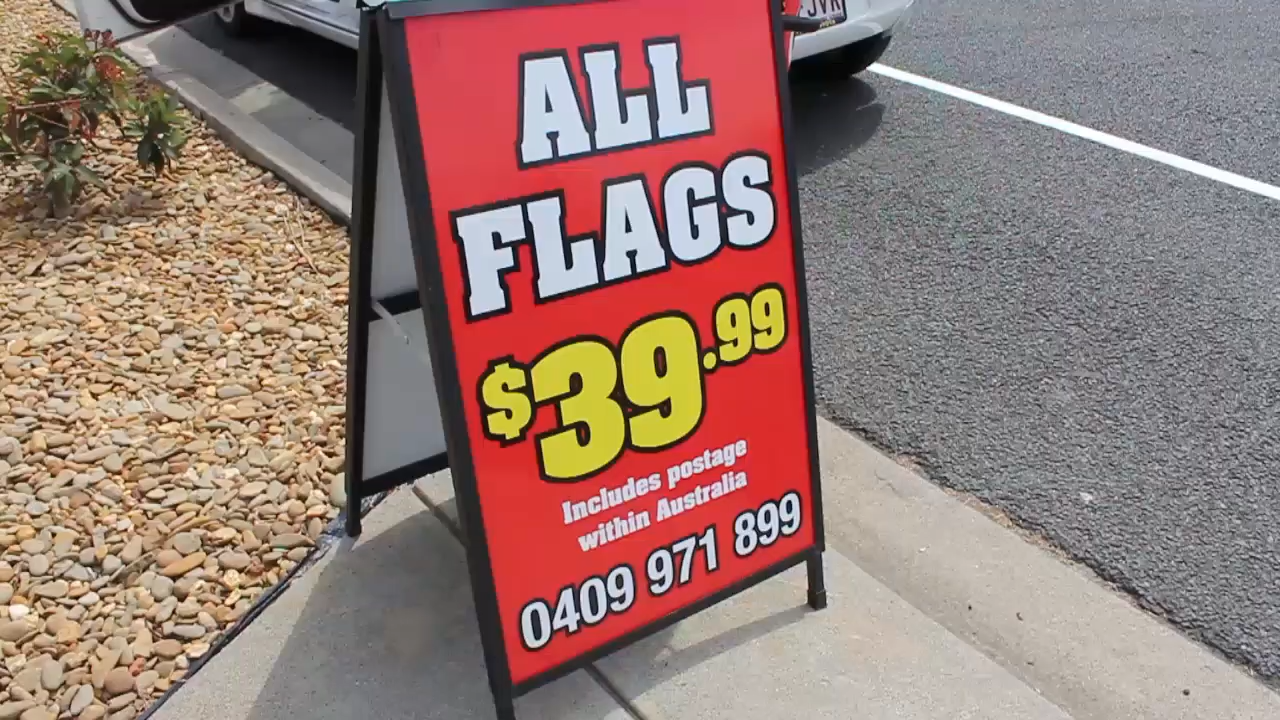 ALL
FLAGS
$39.99
Includes postage
within Australia
0409 971 899